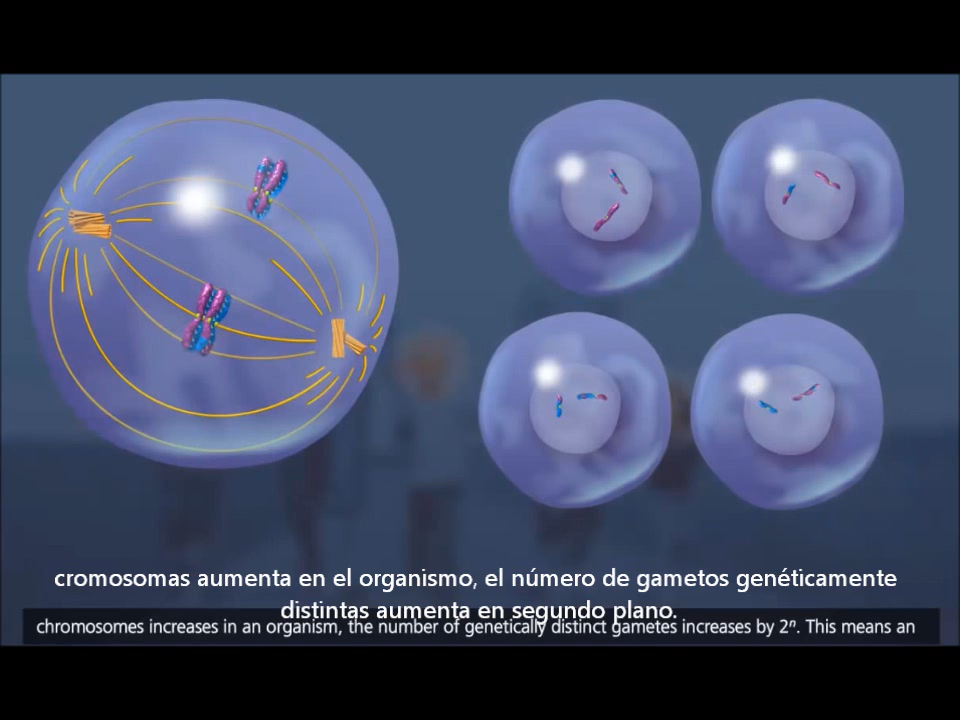 cromosomas aumenta en el organismo, el número de gametos genéticamente
distintas aumenta en segundo plano.
chromosomes increases in an organism, the number of genetically distinct gametes increases by 2ⁿ. This means an